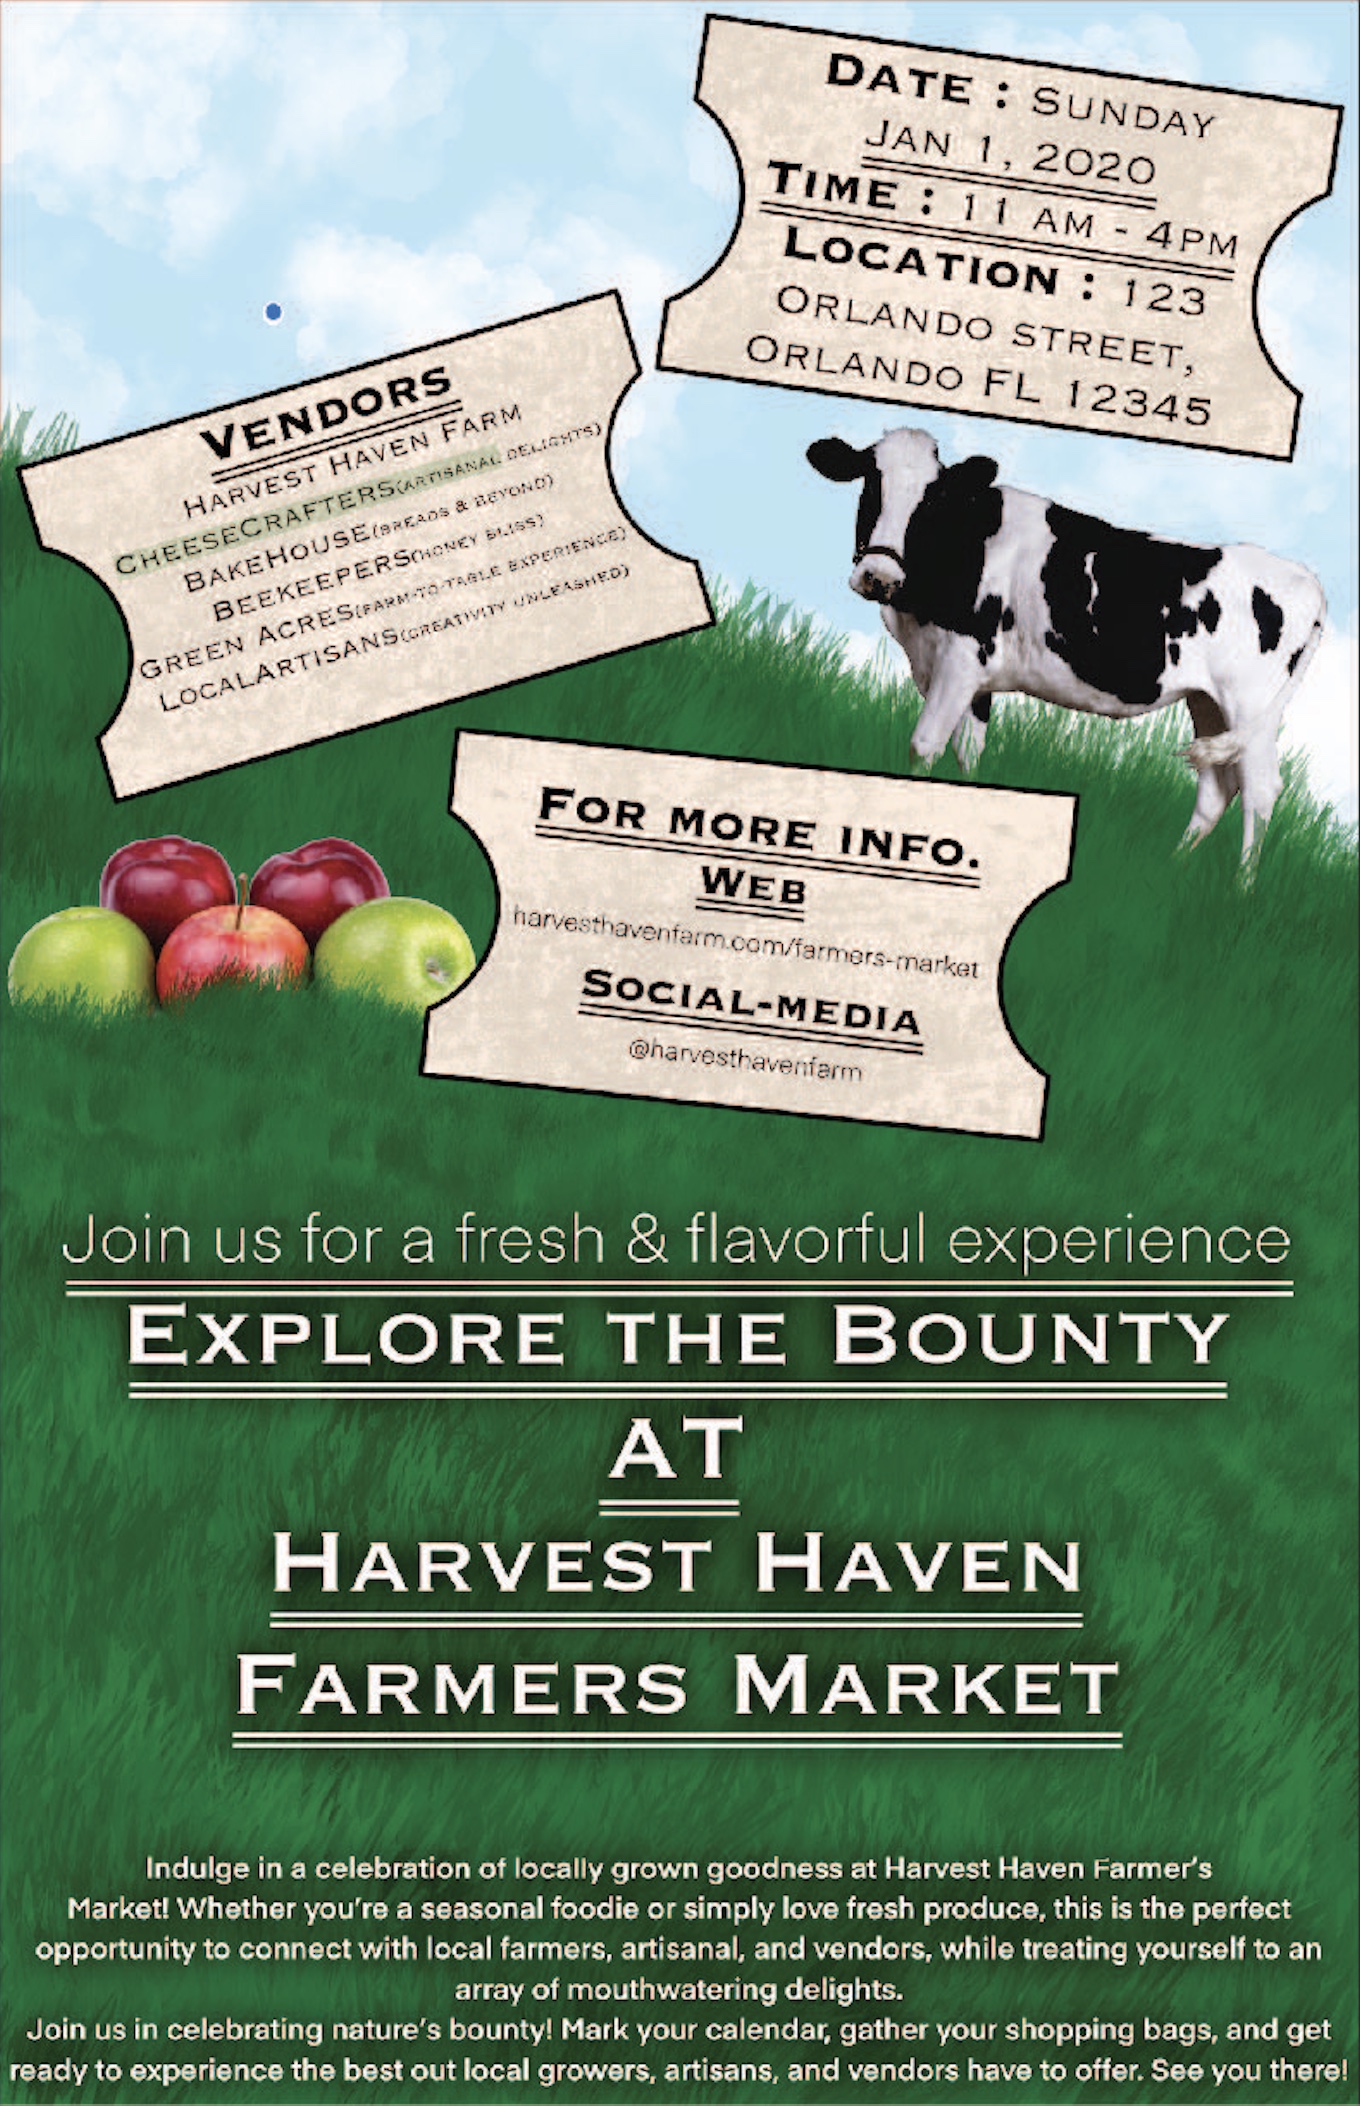 DATE : SUNDAY
JAN 1, 2020
TIME : 11 AM - 4PM
LOCATION : 123
ORLANDO STREET,
ORLANDO FL 12345
VENDORS
HARVEST HAVEN FARM
CHEESECRAFTERS(ARTISANAL DELIGHTS)
BAKEHOUSE(BREADS & BEYOND)
BEEKEEPERS(HONEY BLISS)
GREEN ACRES(FARM-TO-TABLE EXPERIENCE)
LOCALARTISANS(CREATIVITY UNLEASHED)
FOR MORE INFO.
WEB
harvesthavenfarm.com/farmers-market
SOCIAL-MEDIA
@harvesthavenfarm
Join us for a fresh & flavorful experience
EXPLORE THE BOUNTY
AT
HARVEST HAVEN
FARMERS MARKET
Indulge in a celebration of locally grown goodness at Harvest Haven Farmer's
Market! Whether you're a seasonal foodie or simply love fresh produce, this is the perfect
opportunity to connect with local farmers, artisanal, and vendors, while treating yourself to an
array of mouthwatering delights.
Join us in celebrating nature's bounty! Mark your calendar, gather your shopping bags, and get
ready to experience the best out local growers, artisans, and vendors have to offer. See you there!